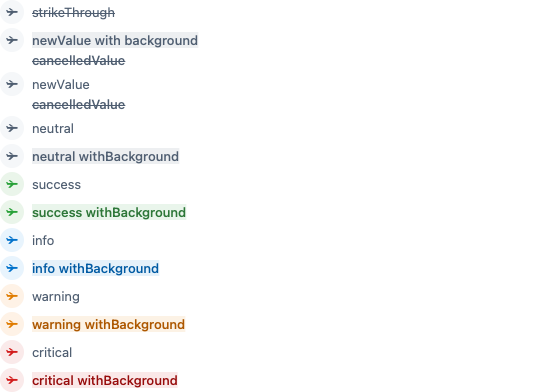 strikeThrough
newValue with background
cancelledValue
newValue
cancelledValue
neutral
neutral withBackground
success
success withBackground
info
info withBackground
warning
warning withBackground
critical
critical withBackground